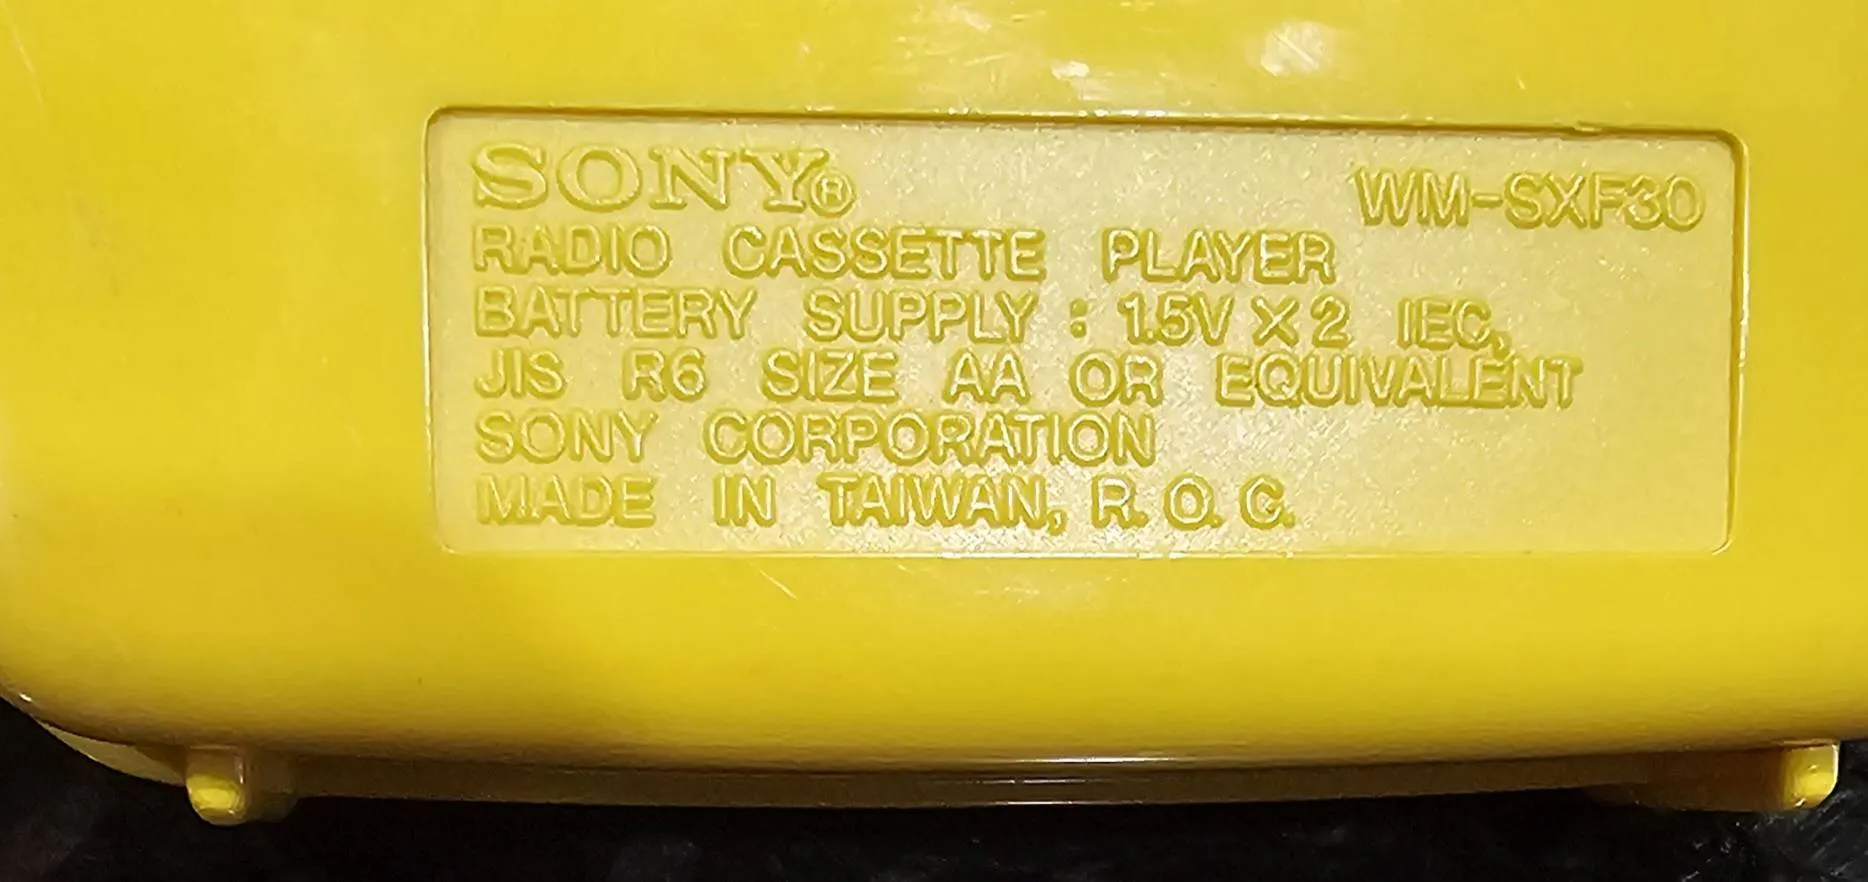 SONY® WM-SXF30
RADIO CASSETTE PLAYER
BATTERY SUPPLY : 1.5V X 2 IEC,
JIS R6 SIZE AA OR EQUIVALENT
SONY CORPORATION
MADE IN TAIWAN, R. O. C.